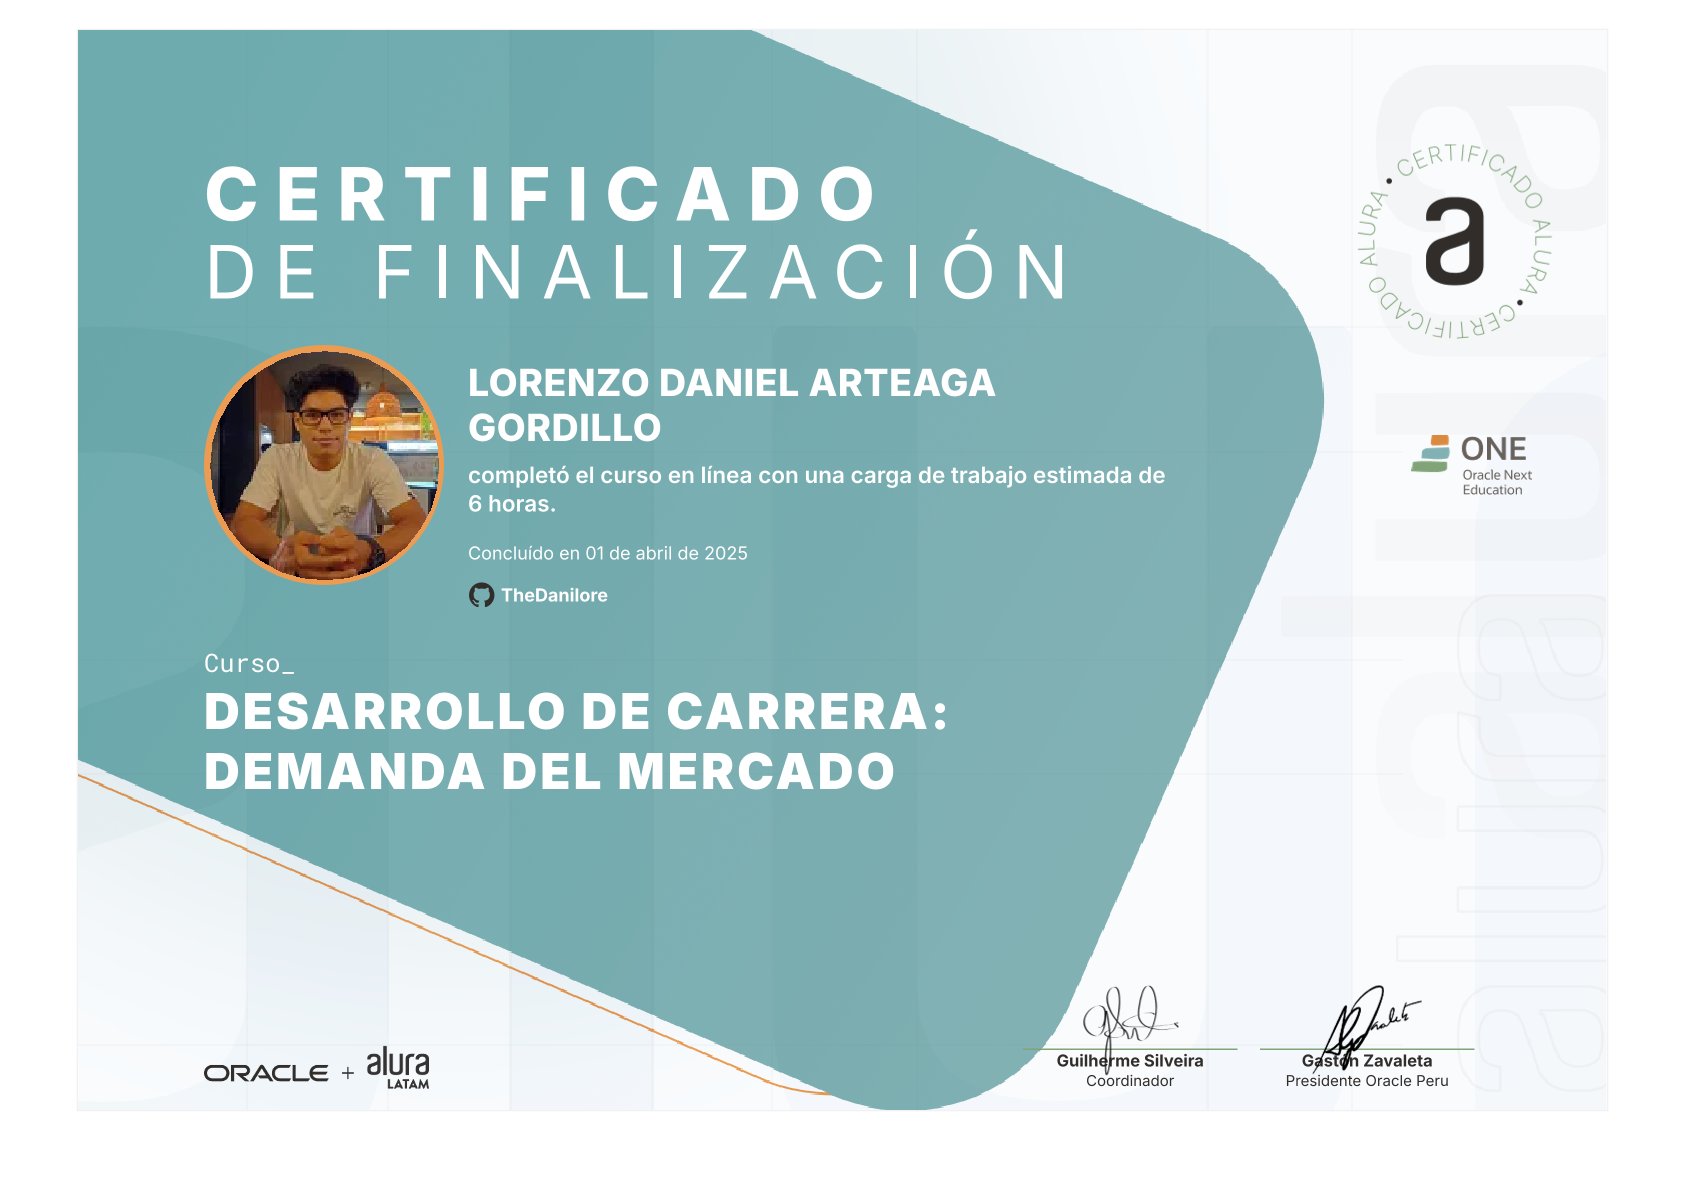 CERTIFICADO
DE FINALIZACIÓN
CERTIFICADO ALURA • CERTIFICADO ALURA •
a
LORENZO DANIEL ARTEAGA
GORDILLO
completó el curso en línea con una carga de trabajo estimada de
6 horas.
Concluído en 01 de abril de 2025
TheDanilore
ONE
Oracle Next
Education
Curso_
DESARROLLO DE CARRERA:
DEMANDA DEL MERCADO
ORACLE + alura
LATAM
Guilherme Silveira
Coordinador
Gastón Zavaleta
Presidente Oracle Peru
alura
alura